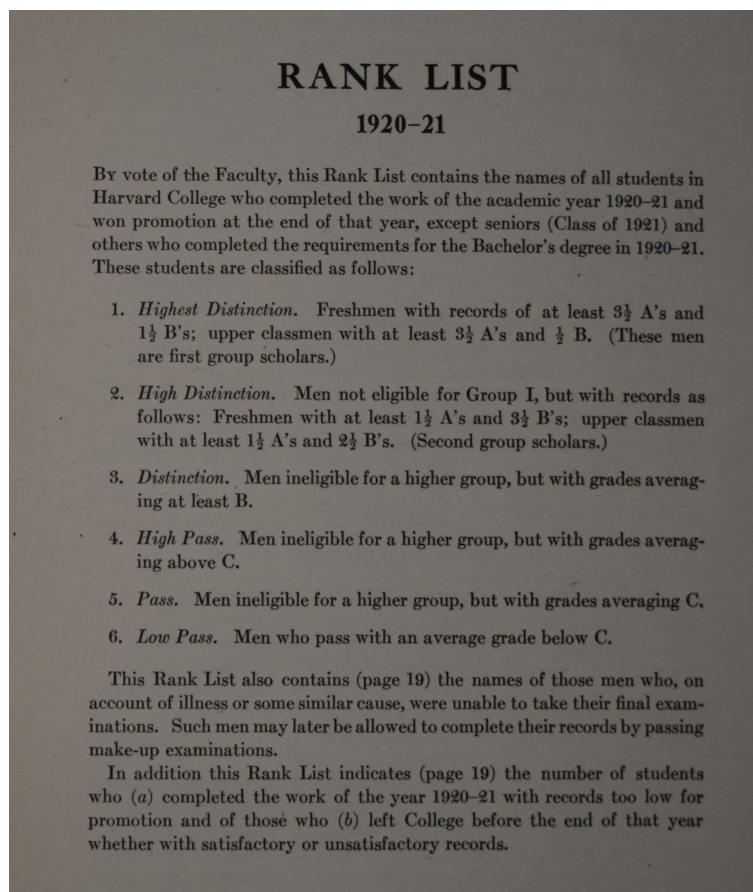 RANK LIST
1920–21
By vote of the Faculty, this Rank List contains the names of all students in
Harvard College who completed the work of the academic year 1920–21 and
won promotion at the end of that year, except seniors (Class of 1921) and
others who completed the requirements for the Bachelor's degree in 1920–21.
These students are classified as follows:
1. Highest Distinction. Freshmen with records of at least 3½ A's and
1½ B's; upper classmen with at least 3½ A's and ½ B. (These men
are first group scholars.)
2. High Distinction. Men not eligible for Group I, but with records as
follows: Freshmen with at least 1½ A's and 3½ B's; upper classmen
with at least 1½ A's and 2½ B's. (Second group scholars.)
3. Distinction. Men ineligible for a higher group, but with grades averag-
ing at least B.
4. High Pass. Men ineligible for a higher group, but with grades averag-
ing above C.
5. Pass. Men ineligible for a higher group, but with grades averaging C.
6. Low Pass. Men who pass with an average grade below C.
This Rank List also contains (page 19) the names of those men who, on
account of illness or some similar cause, were unable to take their final exam-
inations. Such men may later be allowed to complete their records by passing
make-up examinations.
In addition this Rank List indicates (page 19) the number of students
who (a) completed the work of the year 1920–21 with records too low for
promotion and of those who (b) left College before the end of that year
whether with satisfactory or unsatisfactory records.